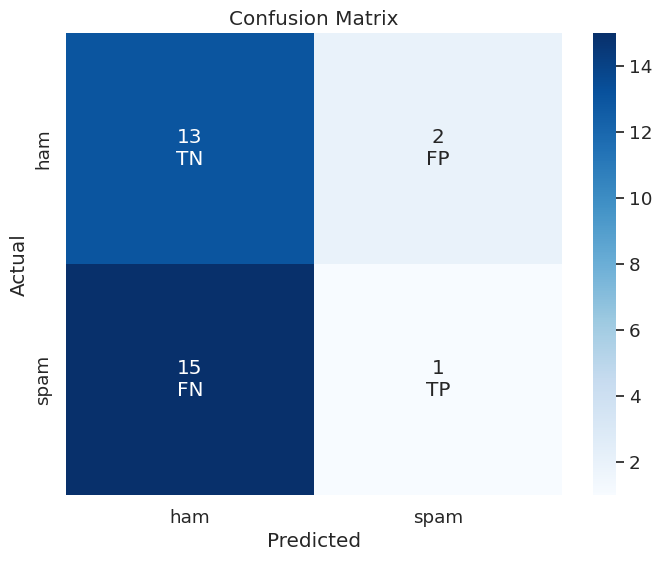 Confusion Matrix
ham
13
TN
2
FP
spam
15
FN
1
TP
Actual
ham
spam
Predicted
14
12
10
8
6
4
2